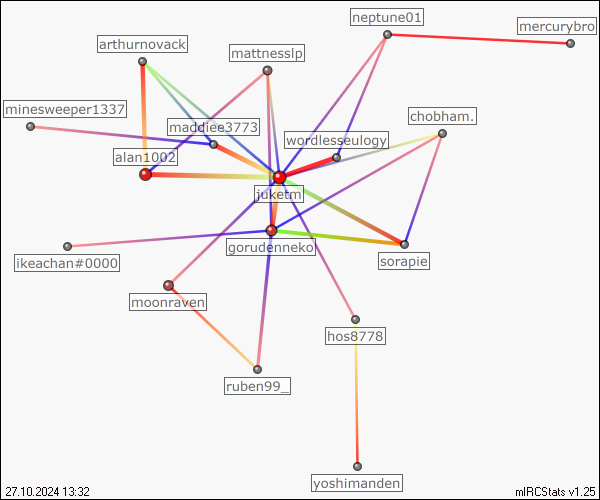 neptune01
mercurybro
arthurnovack
mattnesslp
minesweeper1337
chobham.
maddiee3773
wordlesseulogy
alan1002
juketm
gorudenneko
sorapie
ikeachan#0000
moonraven
hos8778
ruben99_
yoshimanden
27.10.2024 13:32
mIRCStats v1.25